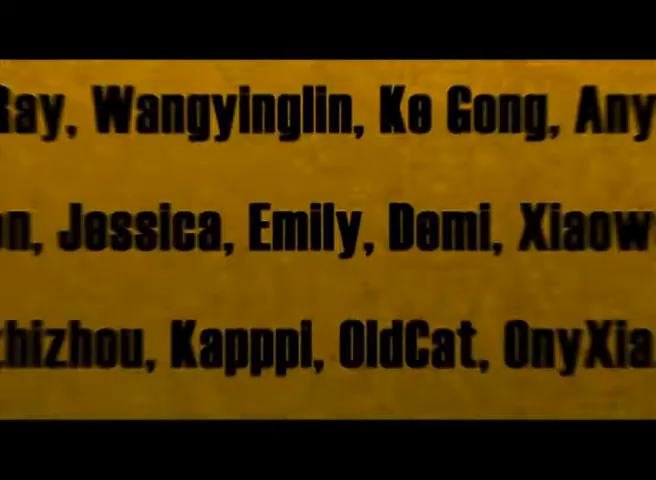 Ray, Wangyinglin, Ke Gong, Any
n, Jessica, Emily, Demi, Xiaow
hizhou, Kapppi, OldCat, OnyXia